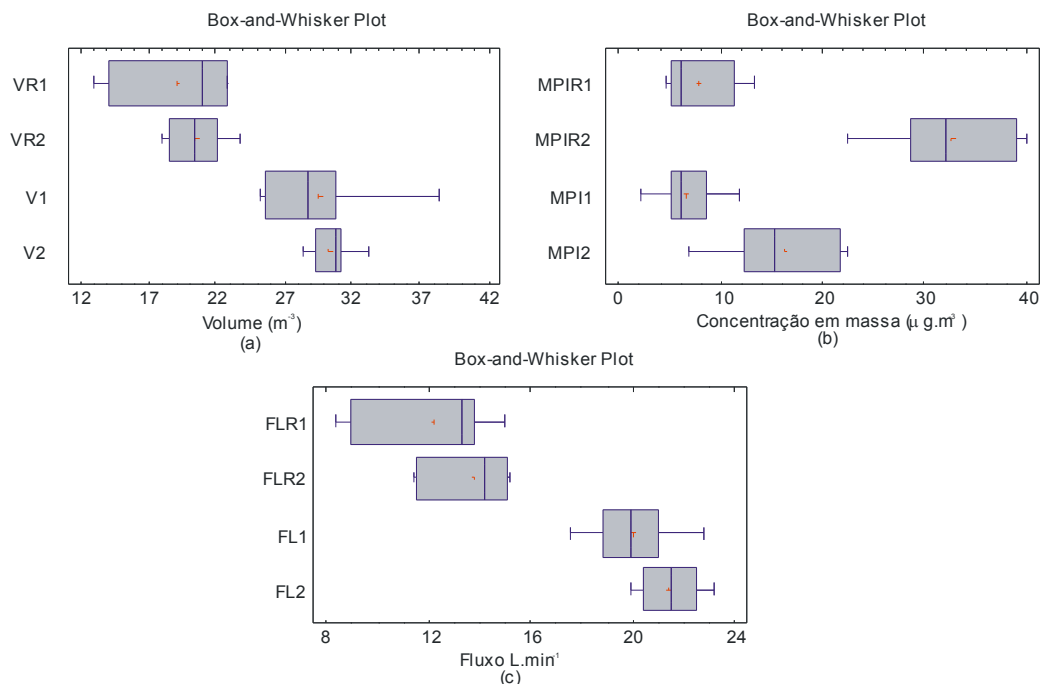 Box-and-Whisker Plot
VR1
VR2
V1
V2
12 17 22 27 32 37 42
Volume (m⁻³)
(a)
Box-and-Whisker Plot
MPIR1
MPIR2
MPI1
MPI2
0 10 20 30 40
Concentração em massa (µ g.m³)
(b)
Box-and-Whisker Plot
FLR1
FLR2
FL1
FL2
8 12 16 20 24
Fluxo L.min⁻¹
(c)